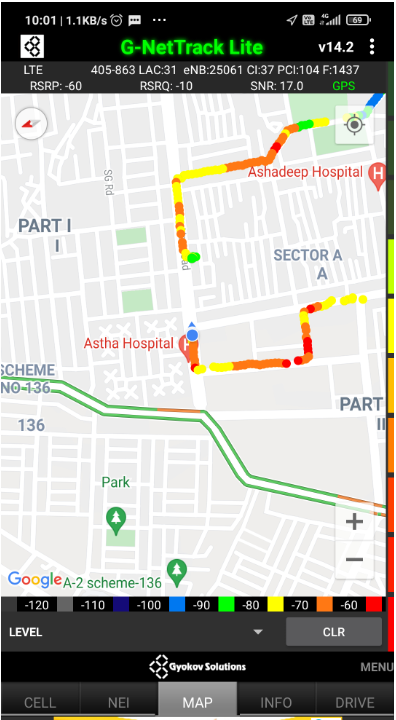 10:01 | 1.1KB/s ... 4G 69
G-NetTrack Lite v14.2
LTE 405-863 LAC:31 eNB:25061 CI:37 PCI:104 F:1437
RSRP: -60 RSRQ: -10 SNR: 17.0 GPS
SG Rd
Ashadeep Hospital H
PART I
I
SECTOR A
A
ad
Astha Hospital H
SCHEME
NO 136
136
PART
II
Park
+
−
Google A-2 scheme-136
-120 -110 -100 -90 -80 -70 -60
LEVEL CLR
Gyokov Solutions MENU
CELL NEI MAP INFO DRIVE